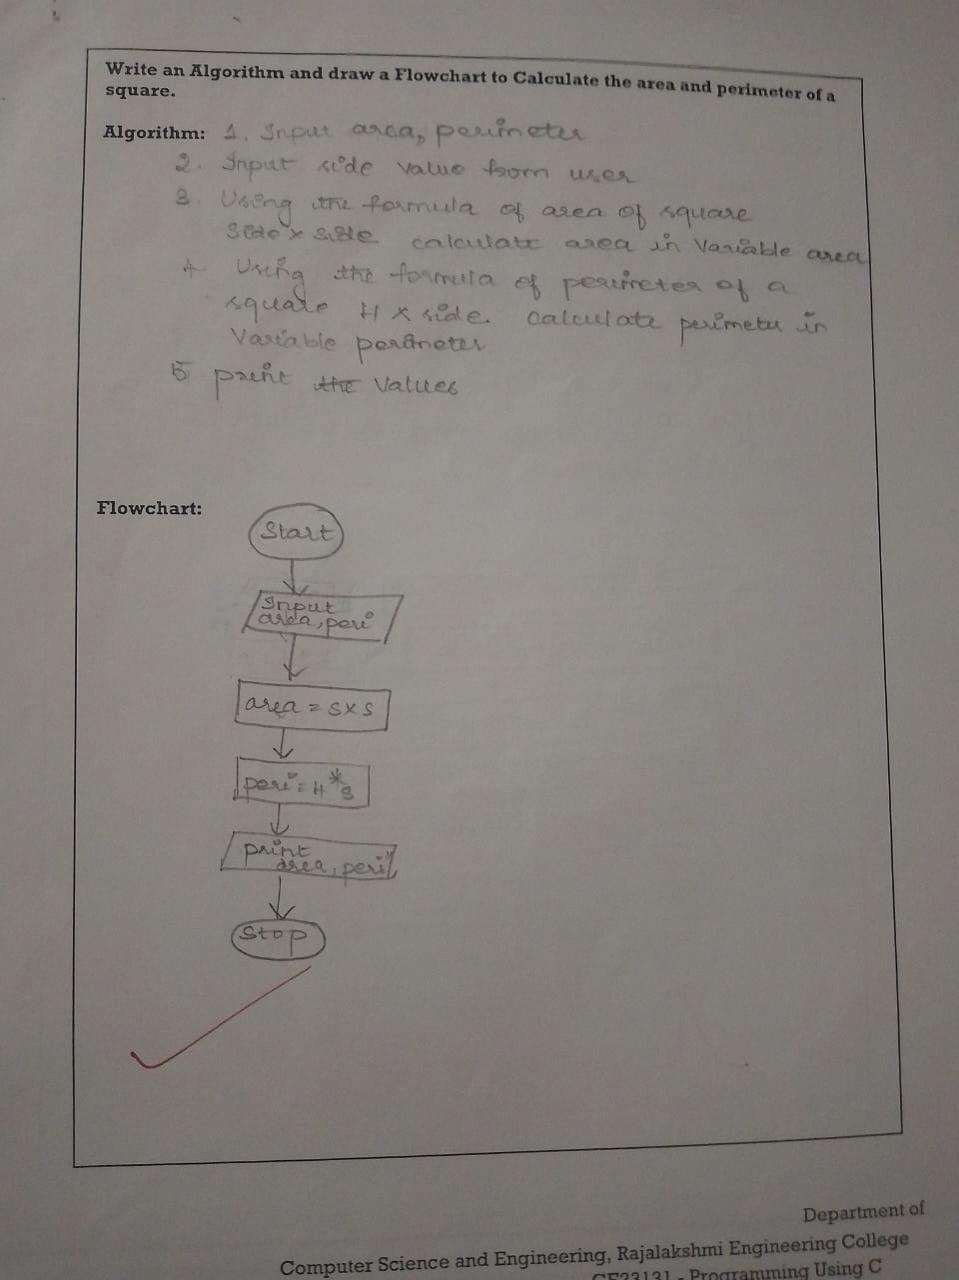 Write an Algorithm and draw a Flowchart to Calculate the area and perimeter of a
square.
Algorithm: 1. Input area, perimeter
2. Input side value from user
3. Using the formula of area of square
side x side calculate area in Variable area
4. Using the formula of perimeter of a
square 4 x side. Calculate perimeter in
Variable perimeter
5 print the Values
Flowchart:
Start
Input
area, peri
area = s x s
peri = 4 * s
print
area, peri
Stop
Department of
Computer Science and Engineering, Rajalakshmi Engineering College
GE23131 - Programming Using C